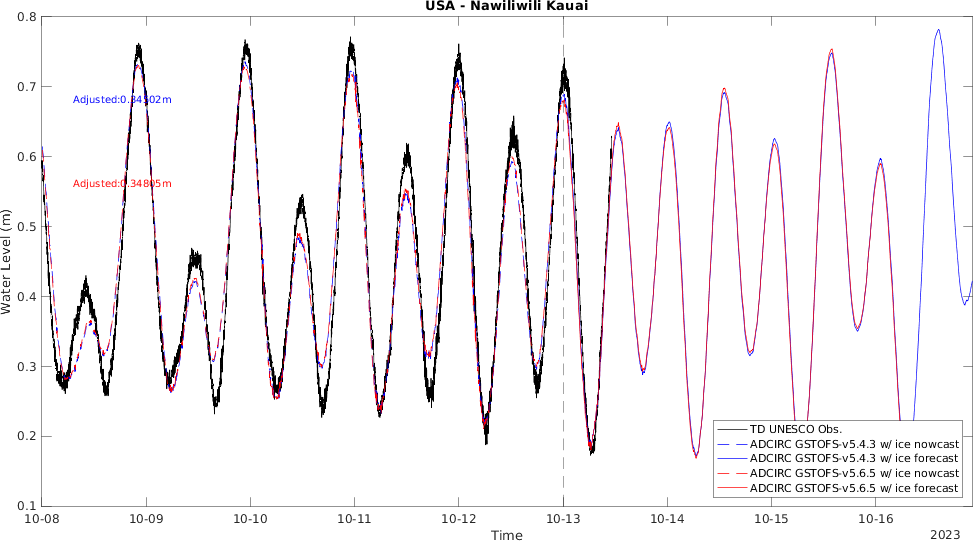 USA - Nawiliwili Kauai
0.8
0.7
Adjusted:0.34502m
0.6
Adjusted:0.34805m
0.5
Water Level (m)
0.4
0.3
0.2
TD UNESCO Obs.
ADCIRC GSTOFS-v5.4.3 w/ ice nowcast
ADCIRC GSTOFS-v5.4.3 w/ ice forecast
ADCIRC GSTOFS-v5.6.5 w/ ice nowcast
ADCIRC GSTOFS-v5.6.5 w/ ice forecast
0.1
10-08 10-09 10-10 10-11 10-12 10-13 10-14 10-15 10-16
Time
2023